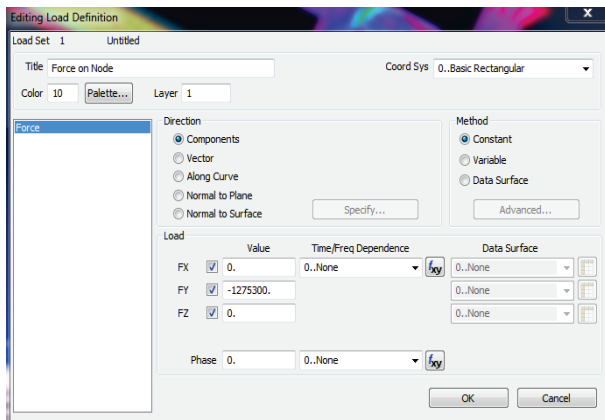 Editing Load Definition
X
Load Set 1 Untitled
Title Force on Node Coord Sys 0..Basic Rectangular
Color 10 Palette... Layer 1
Force
Direction
Components
Vector
Along Curve
Normal to Plane
Normal to Surface
Specify...
Method
Constant
Variable
Data Surface
Advanced...
Load
Value Time/Freq Dependence Data Surface
FX 0. 0..None fxy 0..None
FY -1275300. 0..None
FZ 0. 0..None
Phase 0. 0..None fxy
OK Cancel